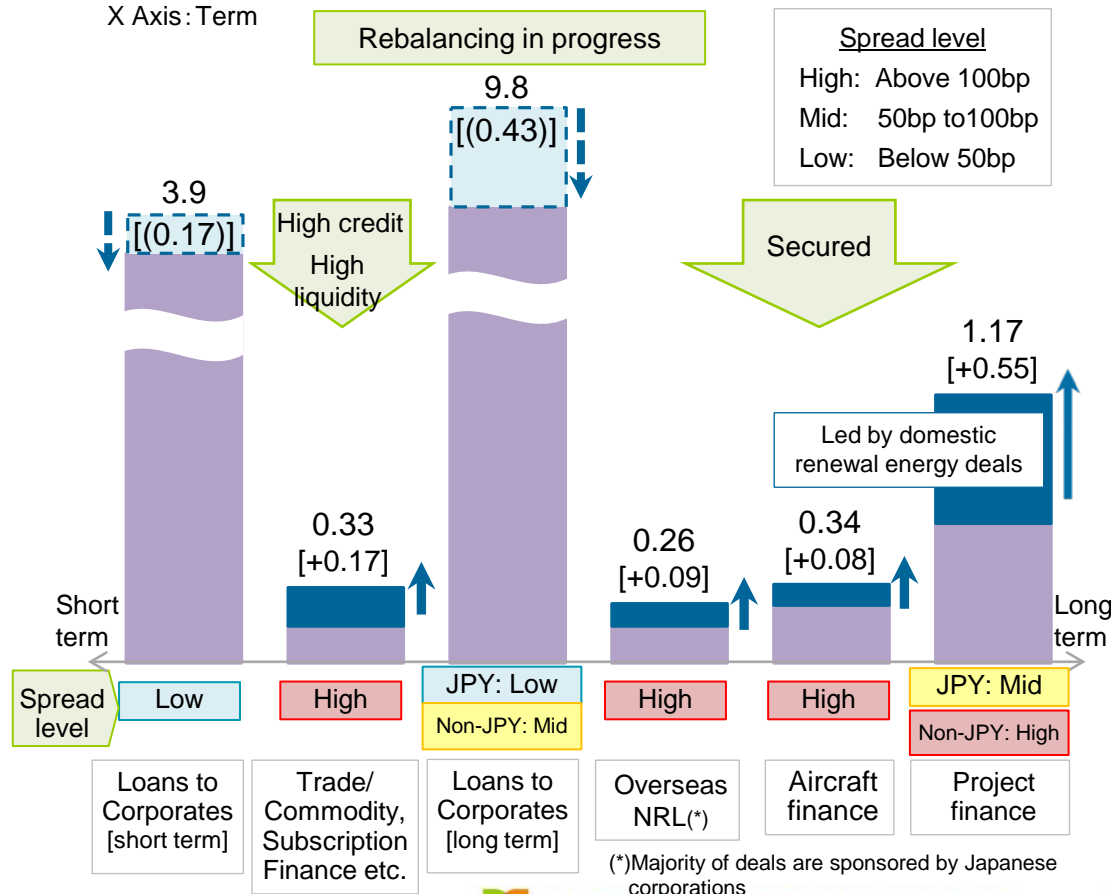 X Axis : Term
Rebalancing in progress
Spread level
High: Above 100bp
Mid: 50bp to100bp
Low: Below 50bp
9.8
[(0.43)]
3.9
[(0.17)]
High credit
High
liquidity
Secured
1.17
[+0.55]
Led by domestic
renewal energy deals
0.33
[+0.17]
0.26
[+0.09]
0.34
[+0.08]
Short
term
Long
term
Spread
level
Low
High
JPY: Low
Non-JPY: Mid
High
High
JPY: Mid
Non-JPY: High
Loans to
Corporates
[short term]
Trade/
Commodity,
Subscription
Finance etc.
Loans to
Corporates
[long term]
Overseas
NRL(*)
Aircraft
finance
Project
finance
(*)Majority of deals are sponsored by Japanese
corporations